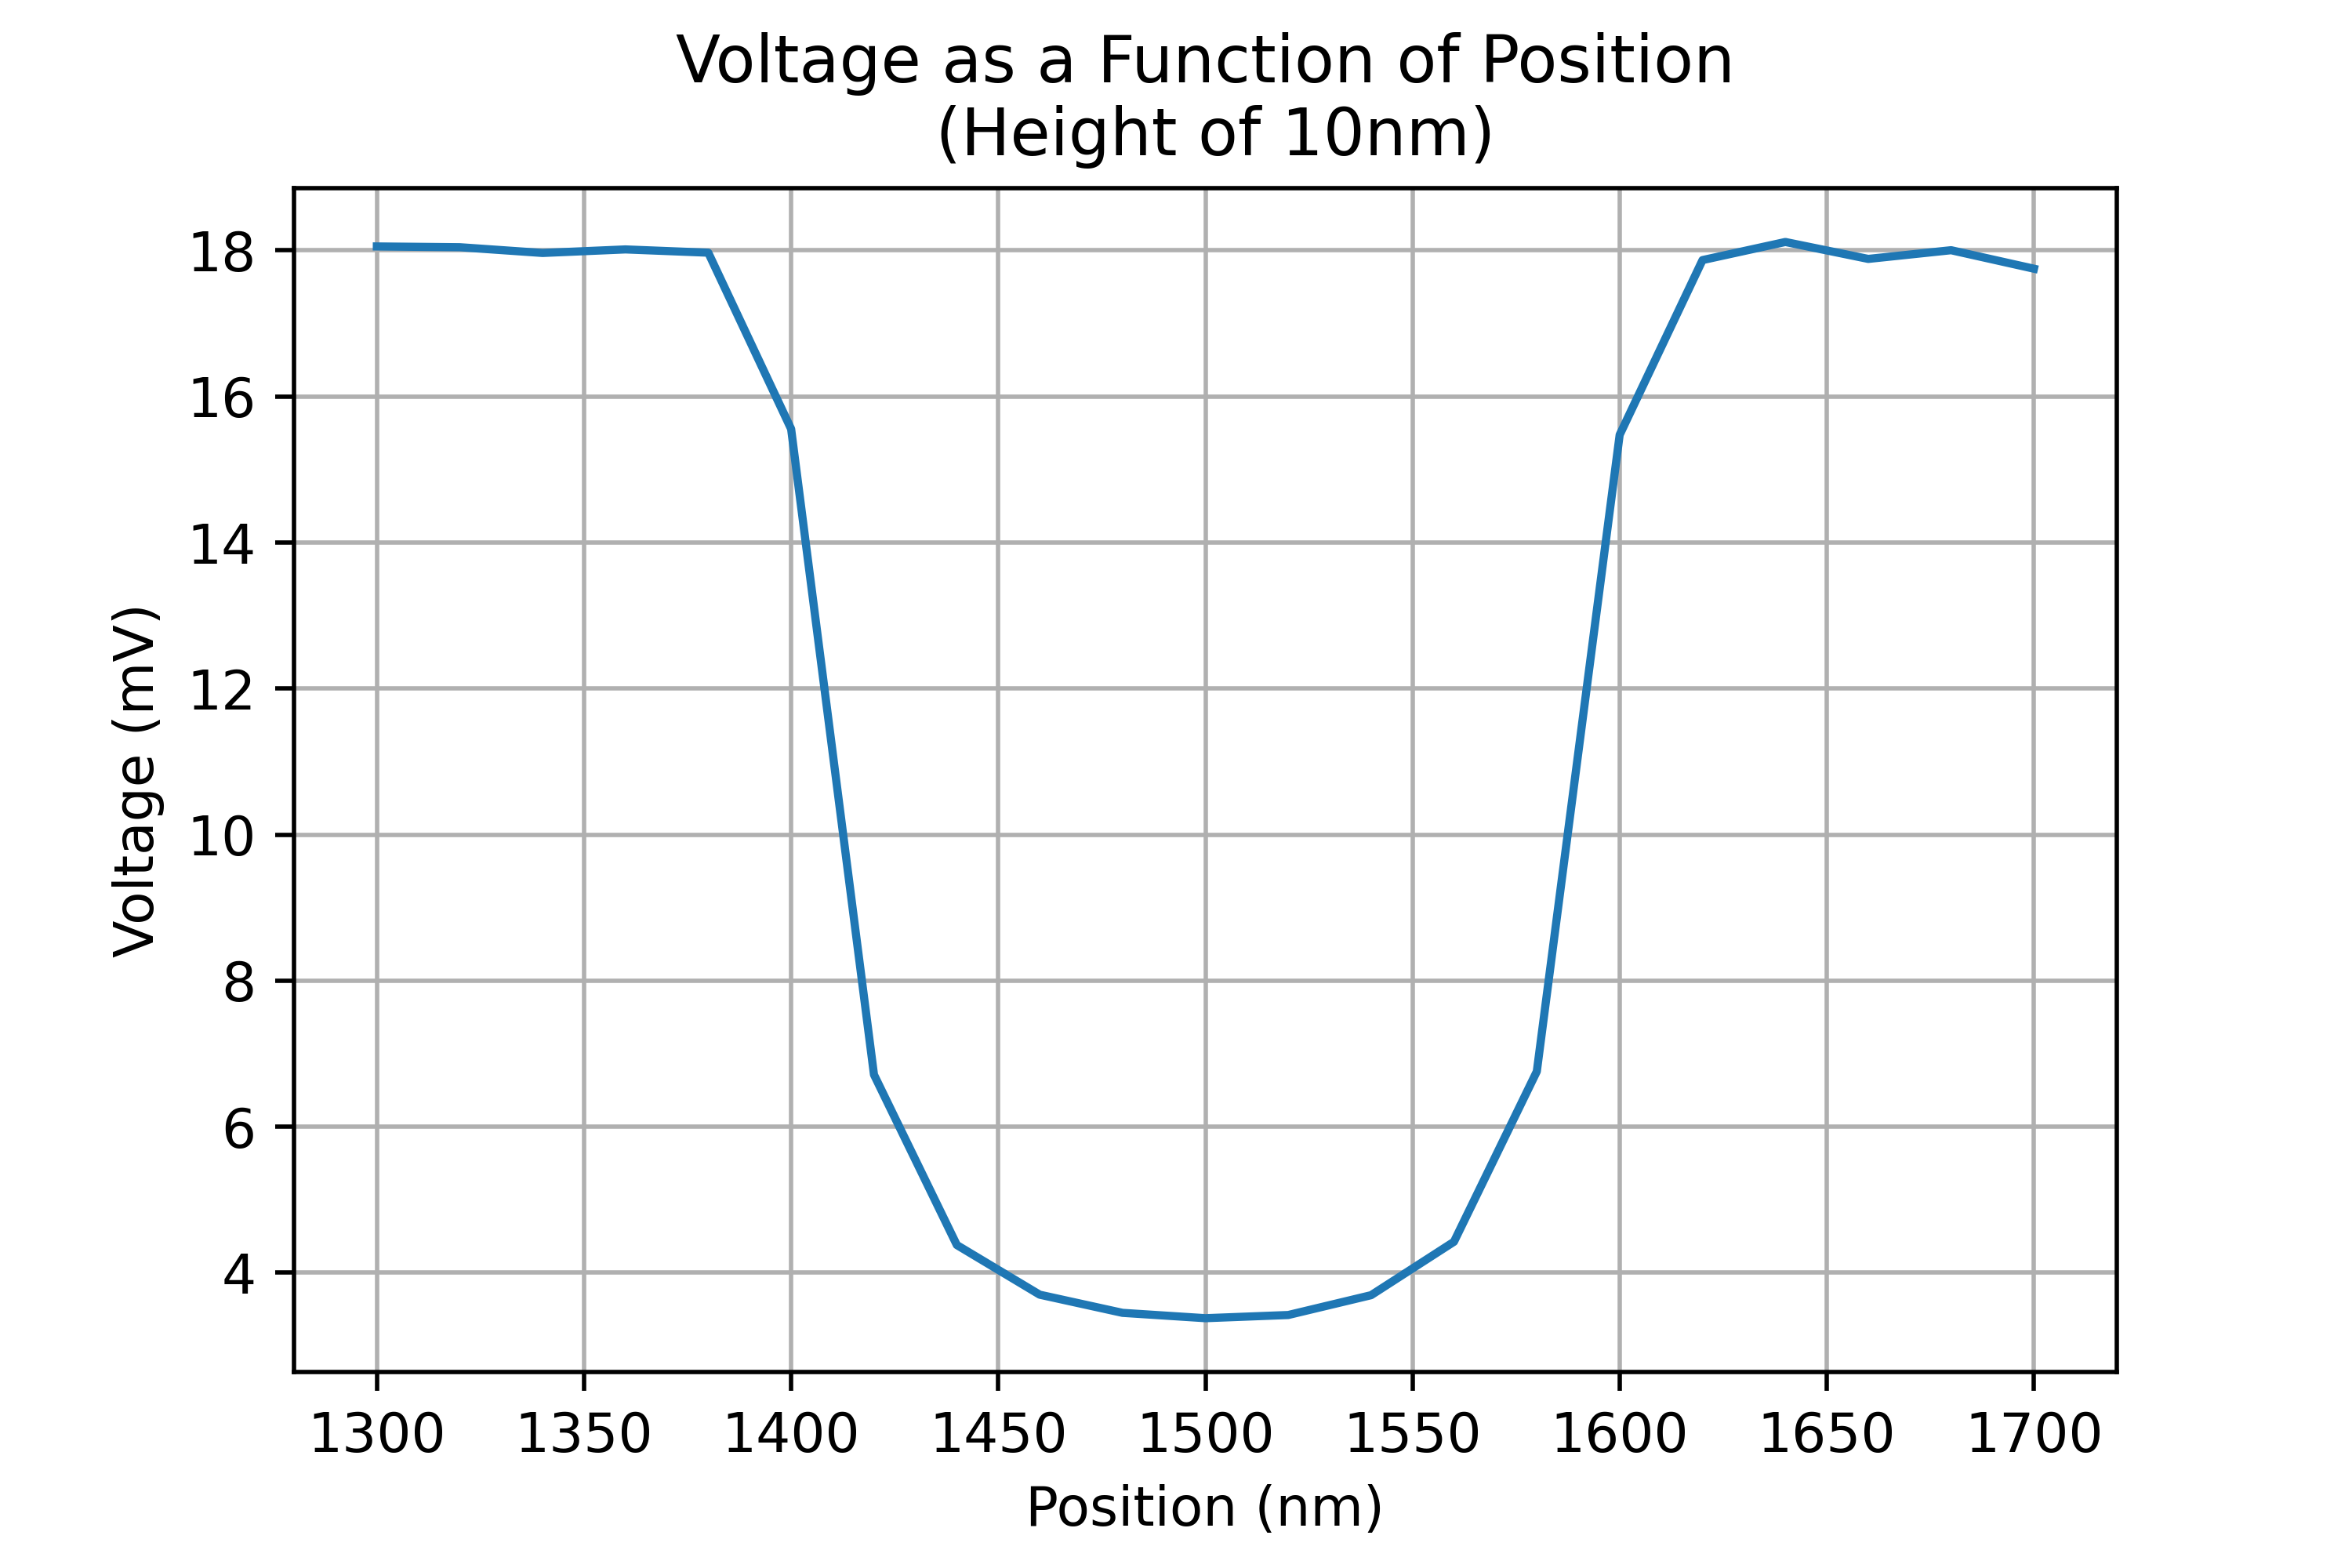 Voltage as a Function of Position
(Height of 10nm)
18
16
14
12
10
8
6
4
Voltage (mV)
1300 1350 1400 1450 1500 1550 1600 1650 1700
Position (nm)